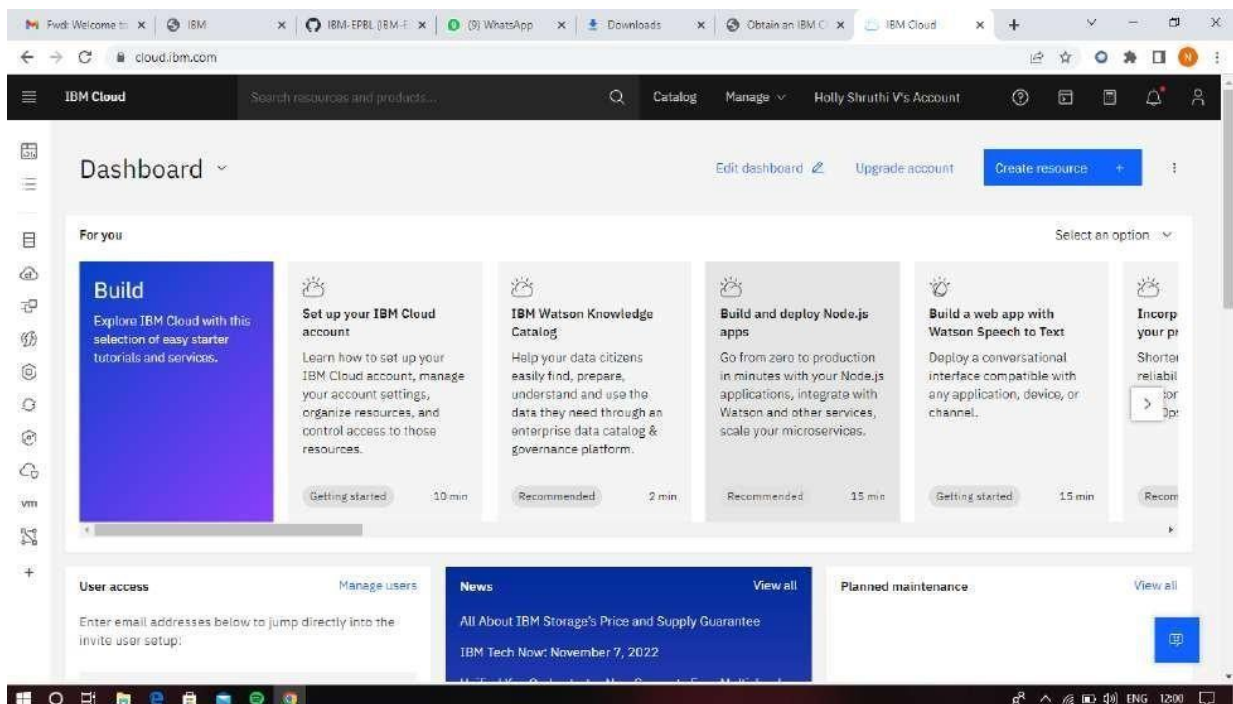 Fwd: Welcome to
IBM
IBM-EPBL (IBM-E
(9) WhatsApp
Downloads
Obtain an IBM C
IBM Cloud
cloud.ibm.com
N
IBM Cloud
Search resources and products...
Catalog
Manage
Holly Shruthi V's Account
Dashboard
Edit dashboard
Upgrade account
Create resource +
For you
Select an option
Build
Explore IBM Cloud with this
selection of easy starter
tutorials and services.
Set up your IBM Cloud
account
Learn how to set up your
IBM Cloud account, manage
your account settings,
organize resources, and
control access to those
resources.
Getting started
10 min
IBM Watson Knowledge
Catalog
Help your data citizens
easily find, prepare,
understand and use the
data they need through an
enterprise data catalog &
governance platform.
Recommended
2 min
Build and deploy Node.js
apps
Go from zero to production
in minutes with your Node.js
applications, integrate with
Watson and other services,
scale your microservices.
Recommended
15 min
Build a web app with
Watson Speech to Text
Deploy a conversational
interface compatible with
any application, device, or
channel.
Getting started
15 min
Incorp
your pr
Shorter
reliabil
Recom
vm
User access
Manage users
Enter email addresses below to jump directly into the
invite user setup:
News
View all
All About IBM Storage's Price and Supply Guarantee
IBM Tech Now: November 7, 2022
Planned maintenance
View all
ENG
12:00